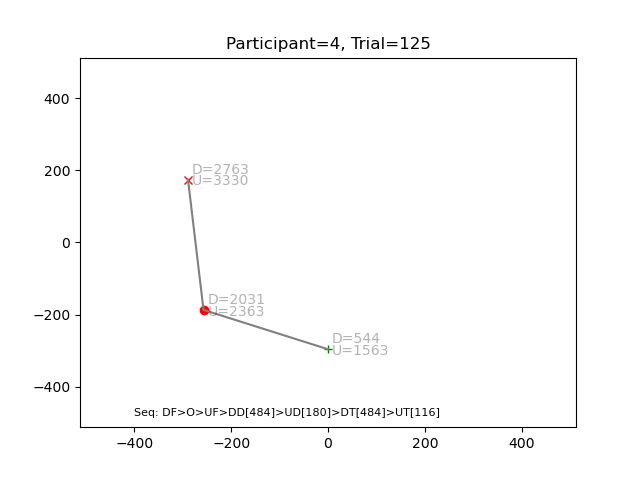 Participant=4, Trial=125
400
200
0
−200
−400
D=2763
U=3330
D=2031
U=2363
D=544
U=1563
Seq: DF>O>UF>DD[484]>UD[180]>DT[484]>UT[116]
−400 −200 0 200 400